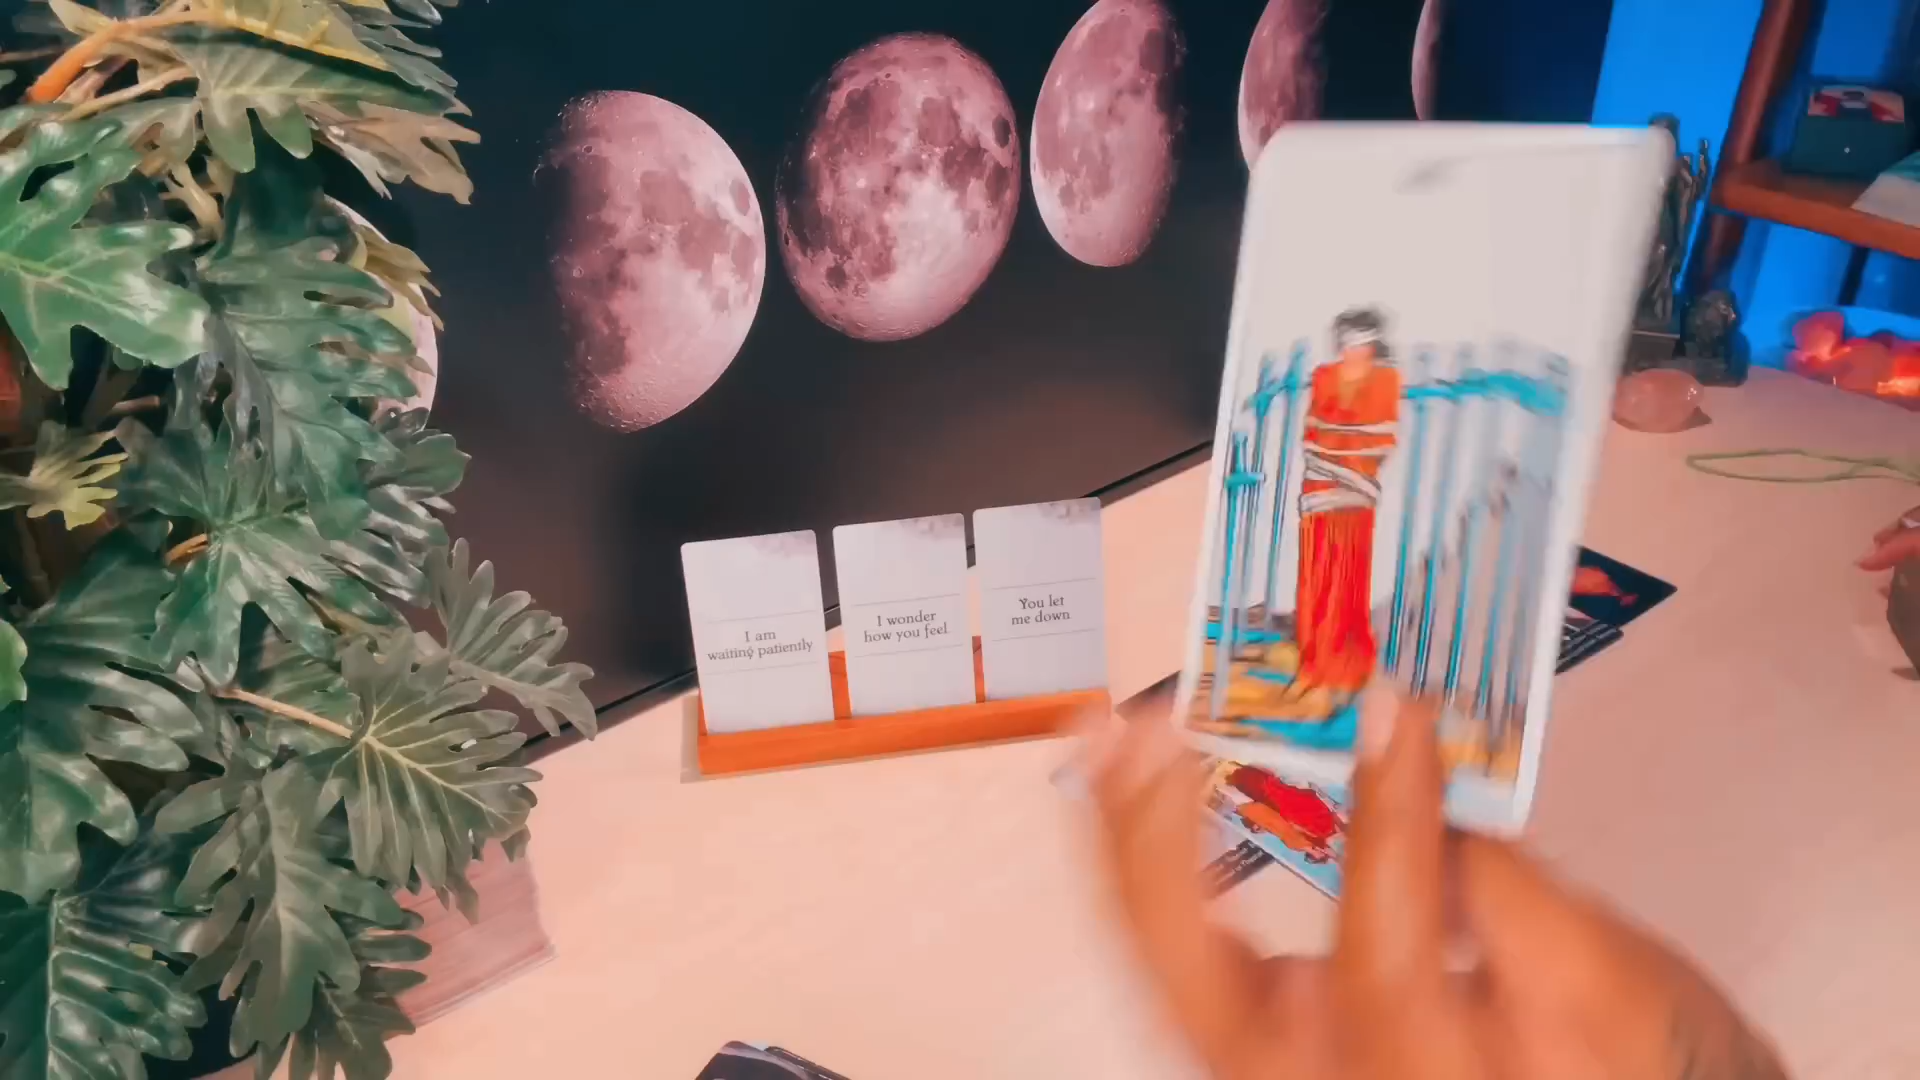 I am
waiting patiently
I wonder
how you feel
You let
me down